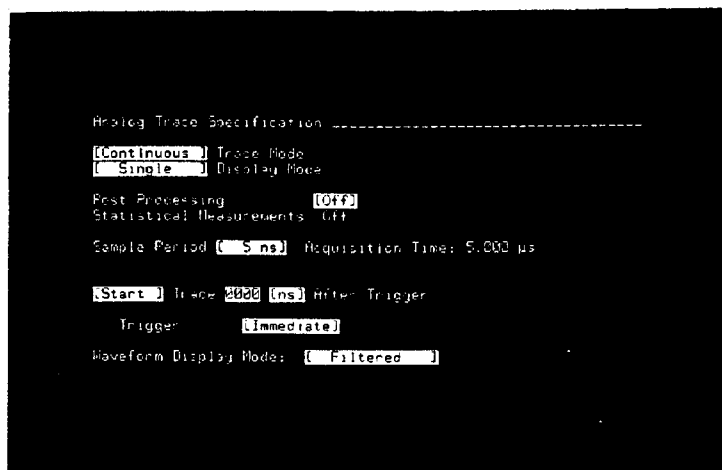 Analog Trace Specification
[Continuous ] Trace Mode
[ Single ] Display Mode
Post Processing [Off]
Statistical Measurements Off
Sample Period [ 5 ns] Acquisition Time: 5.000 µs
[Start ] Trace 0000 [ns] After Trigger
Trigger [Immediate]
Waveform Display Mode: [ Filtered ]